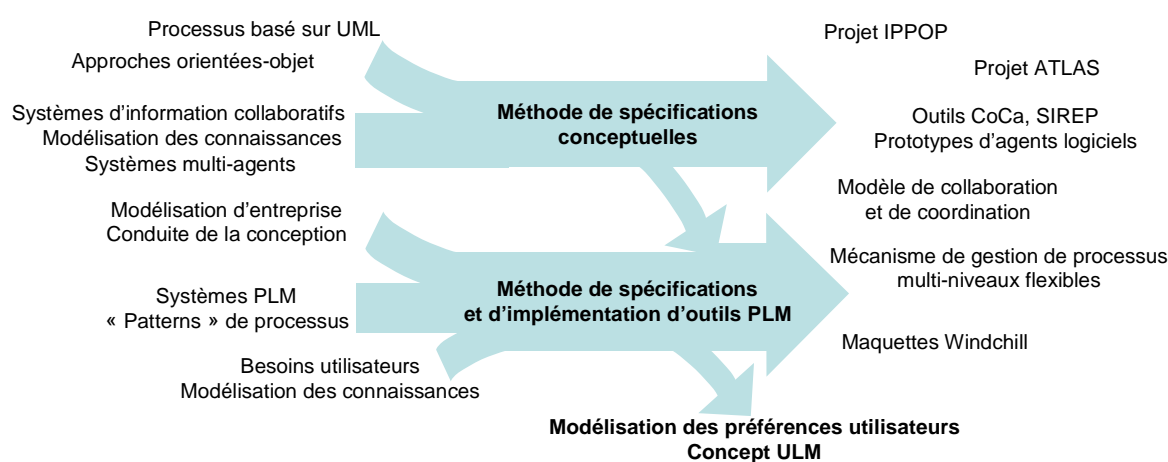 Processus basé sur UML
Approches orientées-objet
Systèmes d'information collaboratifs
Modélisation des connaissances
Systèmes multi-agents
Modélisation d'entreprise
Conduite de la conception
Systèmes PLM
« Patterns » de processus
Besoins utilisateurs
Modélisation des connaissances
Méthode de spécifications
conceptuelles
Méthode de spécifications
et d'implémentation d'outils PLM
Modélisation des préférences utilisateurs
Concept ULM
Projet IPPOP
Projet ATLAS
Outils CoCa, SIREP
Prototypes d'agents logiciels
Modèle de collaboration
et de coordination
Mécanisme de gestion de processus
multi-niveaux flexibles
Maquettes Windchill